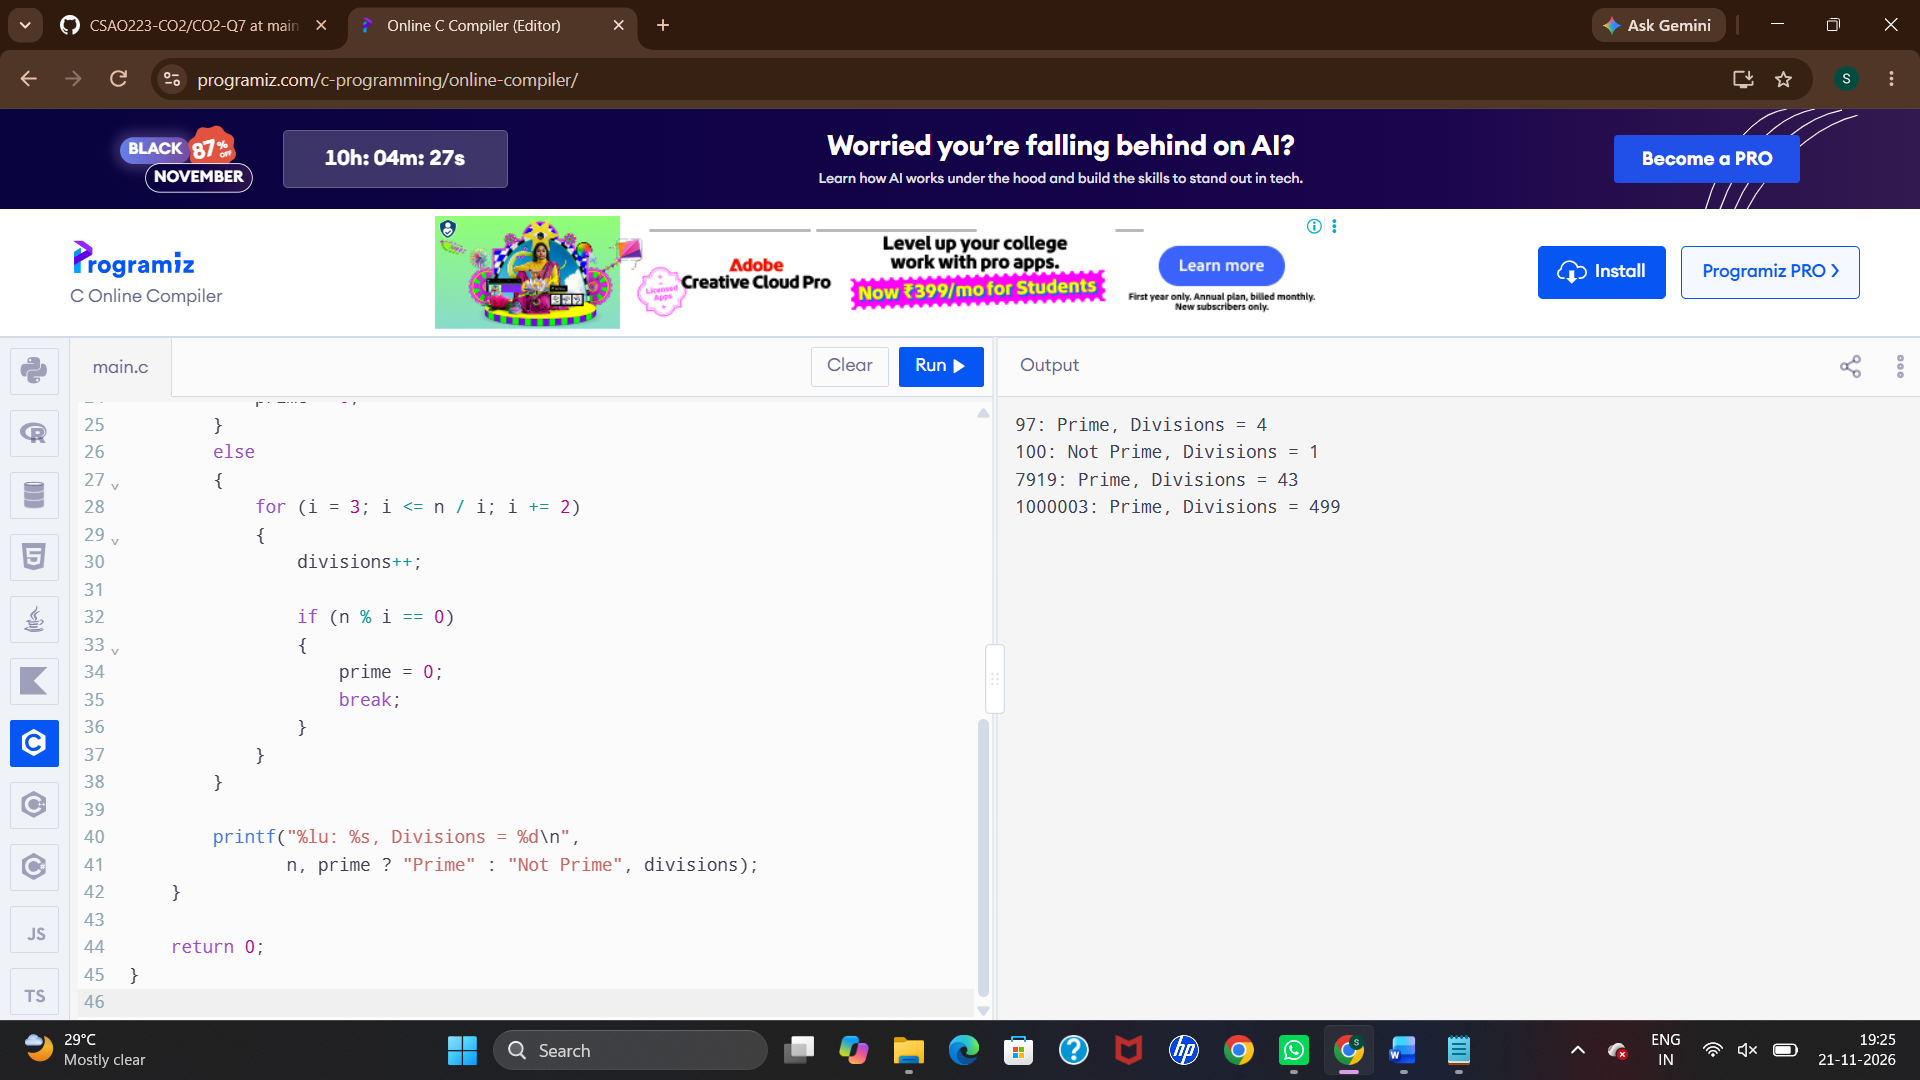 CSAO223-CO2/CO2-Q7 at main
Online C Compiler (Editor)
Ask Gemini
programiz.com/c-programming/online-compiler/
S
BLACK
87% OFF
NOVEMBER
10h: 04m: 27s
Worried you’re falling behind on AI?
Learn how AI works under the hood and build the skills to stand out in tech.
Become a PRO
Programiz
C Online Compiler
Licensed Apps
Adobe
Creative Cloud Pro
Level up your college
work with pro apps.
Now ₹399/mo for Students
Learn more
First year only. Annual plan, billed monthly.
New subscribers only.
Install
Programiz PRO >
main.c
Clear
Run
Output
25 }
26 else
27 {
28 for (i = 3; i <= n / i; i += 2)
29 {
30 divisions++;
31
32 if (n % i == 0)
33 {
34 prime = 0;
35 break;
36 }
37 }
38 }
39
40 printf("%lu: %s, Divisions = %d\n",
41 n, prime ? "Prime" : "Not Prime", divisions);
42 }
43
44 return 0;
45 }
46
97: Prime, Divisions = 4
100: Not Prime, Divisions = 1
7919: Prime, Divisions = 43
1000003: Prime, Divisions = 499
JS
TS
29°C
Mostly clear
Search
ENG
IN
19:25
21-11-2026